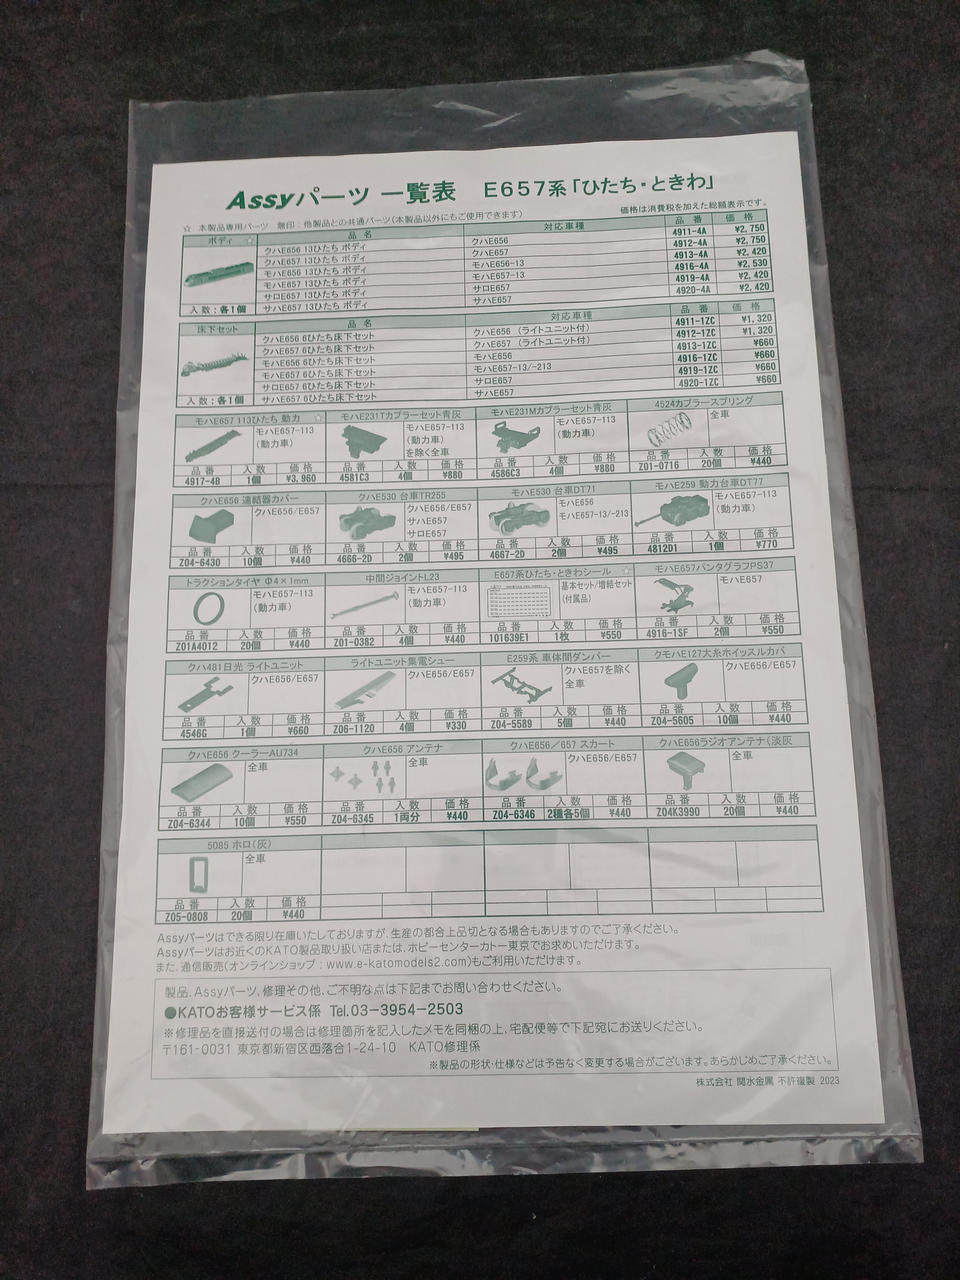 Assyパーツ 一覧表 E657系「ひたち・ときわ」
☆ 本製品専用パーツ 無印：他製品との共通パーツ(本製品以外にもご使用できます) 価格は消費税を加えた総額表示です。
ボディ ☆ 品 名 対応車種 品 番 価 格
クハE656 13ひたち ボディ クハE656 4911-4A ¥2,750
クハE657 13ひたち ボディ クハE657 4912-4A ¥2,750
モハE656 13ひたち ボディ モハE656-13 4913-4A ¥2,420
モハE657 13ひたち ボディ モハE657-13 4916-4A ¥2,530
サロE657 13ひたち ボディ サロE657 4919-4A ¥2,420
サハE657 13ひたち ボディ サハE657 4920-4A ¥2,420
入数：各1個
床下セット 品 名 対応車種 品 番 価 格
クハE656 6ひたち床下セット クハE656 (ライトユニット付) 4911-1ZC ¥1,320
クハE657 6ひたち床下セット クハE657 (ライトユニット付) 4912-1ZC ¥1,320
モハE656 6ひたち床下セット モハE656 4913-1ZC ¥660
モハE657 6ひたち床下セット モハE657-13/-213 4916-1ZC ¥660
サロE657 6ひたち床下セット サロE657 4919-1ZC ¥660
サハE657 6ひたち床下セット サハE657 4920-1ZC ¥660
入数：各1個
モハE657 113ひたち 動力 ☆ モハE231Tカプラーセット青灰 モハE231Mカプラーセット青灰 4524カプラースプリング
モハE657-113 モハE657-113 モハE657-113 全車
(動力車) (動力車) (動力車)
を除く全車
品 番 入 数 価 格 品 番 入 数 価 格 品 番 入 数 価 格 品 番 入 数 価 格
4917-4B 1個 ¥3,960 4581C3 4個 ¥880 4586C3 4個 ¥880 Z01-0716 20個 ¥440
クハE656 連結器カバー クハE530 台車TR255 モハE530 台車DT71 モハE259 動力台車DT77
クハE656/E657 クハE656/E657 モハE656 モハE657-113
サハE657 モハE657-13/-213 (動力車)
サロE657
品 番 入 数 価 格 品 番 入 数 価 格 品 番 入 数 価 格 品 番 入 数 価 格
Z04-6430 10個 ¥440 4666-2D 2個 ¥495 4667-2D 2個 ¥495 4812D1 1個 ¥770
トラクションタイヤ Φ4×1mm 中間ジョイントL23 E657系ひたち・ときわシール ☆ モハE657パンタグラフPS37
モハE657-113 モハE657-113 基本セット/増結セット モハE657
(動力車) (動力車) (付属品)
品 番 入 数 価 格 品 番 入 数 価 格 品 番 入 数 価 格 品 番 入 数 価 格
Z01A4012 20個 ¥440 Z01-0382 4個 ¥440 101639E1 1枚 ¥550 4916-1SF 2個 ¥550
クハ481日光 ライトユニット ライトユニット集電シュー E259系 車体間ダンパー クモハE127大糸ホイッスルカバ
クハE656/E657 クハE656/E657 クハE657を除く クハE656/E657
全車
品 番 入 数 価 格 品 番 入 数 価 格 品 番 入 数 価 格 品 番 入 数 価 格
4546G 1個 ¥660 Z06-1120 4個 ¥330 Z04-5589 5個 ¥440 Z04-5605 10個 ¥440
クハE656 クーラーAU734 クハE656 アンテナ クハE656／657 スカート クハE656ラジオアンテナ(淡灰
全車 全車 クハE656/E657 全車
品 番 入 数 価 格 品 番 入 数 価 格 品 番 入 数 価 格 品 番 入 数 価 格
Z04-6344 10個 ¥550 Z04-6345 1両分 ¥440 Z04-6346 2種各5個 ¥440 Z04K3990 20個 ¥440
5085 ホロ(灰)
全車
品 番 入 数 価 格
Z05-0808 20個 ¥440
Assyパーツはできる限り在庫いたしておりますが、生産の都合上品切となる場合もありますのでご了承ください。
Assyパーツはお近くのKATO製品取り扱い店または、ホビーセンターカトー東京でお求めいただけます。
また、通信販売(オンラインショップ：www.e-katomodels2.com)もご利用いただけます。
製品、Assyパーツ、修理その他、ご不明な点は下記までお問い合わせください。
●KATOお客様サービス係 Tel.03-3954-2503
※修理品を直接送付の場合は修理箇所を記入したメモを同梱の上、宅配便等で下記宛にお送りください。
〒161-0031 東京都新宿区西落合1-24-10 KATO修理係
※製品の形状・仕様などは予告なく変更する場合がございます。あらかじめご了承ください。
株式会社 関水金属 不許複製 2023